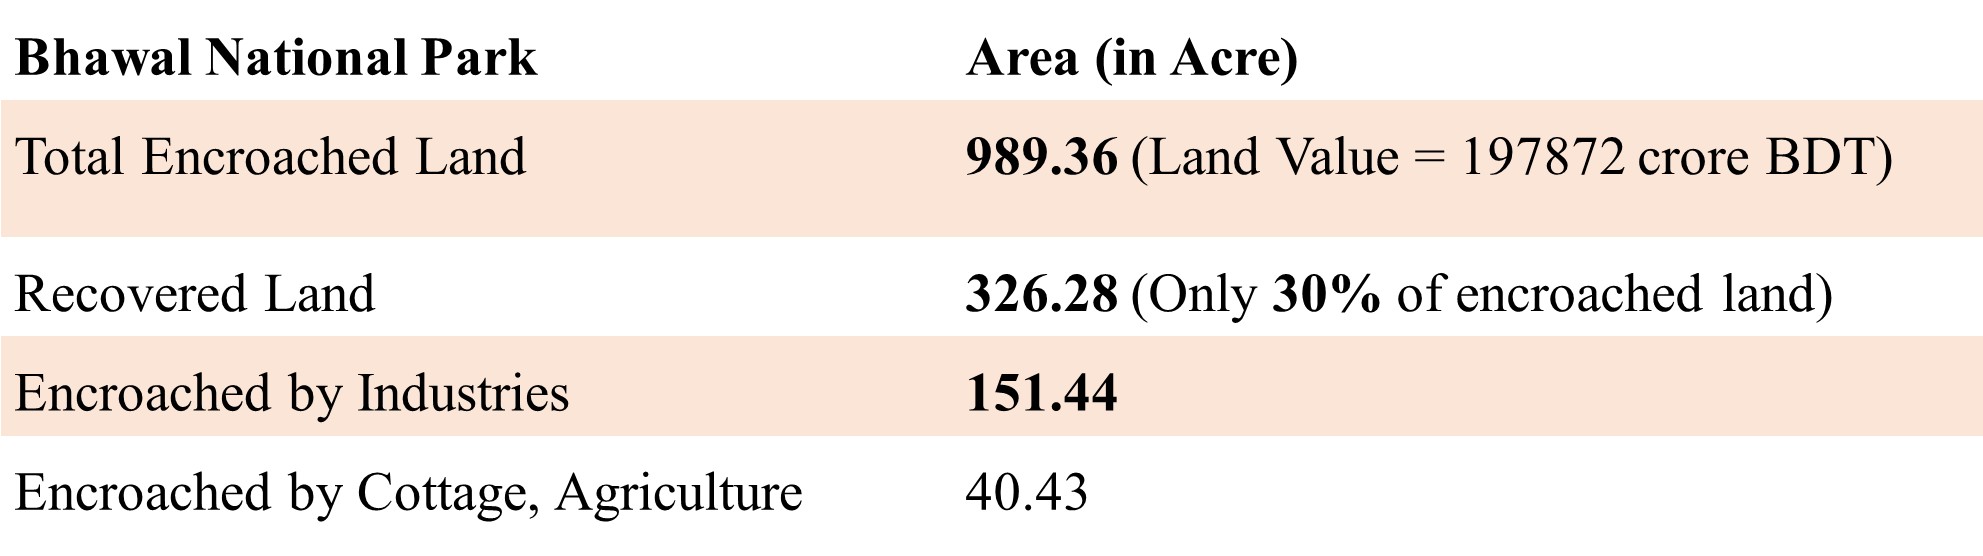 Bhawal National Park Area (in Acre)
Total Encroached Land 989.36 (Land Value = 197872 crore BDT)
Recovered Land 326.28 (Only 30% of encroached land)
Encroached by Industries 151.44
Encroached by Cottage, Agriculture 40.43